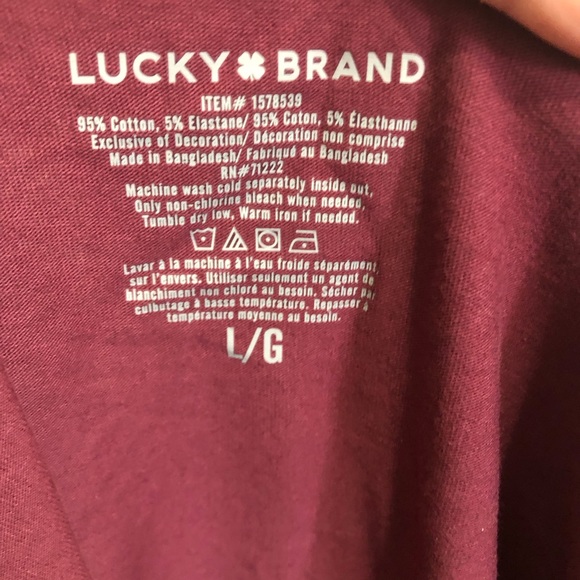 LUCKY BRAND
ITEM# 1578539
95% Cotton, 5% Elastane/ 95% Coton, 5% Élasthanne
Exclusive of Decoration/ Décoration non comprise
Made in Bangladesh/ Fabriqué au Bangladesh
RN#71222
Machine wash cold separately inside out,
Only non-chlorine bleach when needed,
Tumble dry low, Warm iron if needed.
Lavar à la machine à l'eau froide séparément
sur l'envers. Utiliser seulement un agent de
blanchiment non chloré au besoin. Sécher par
culbutage à basse température. Repasser à
température moyenne au besoin.
L/G